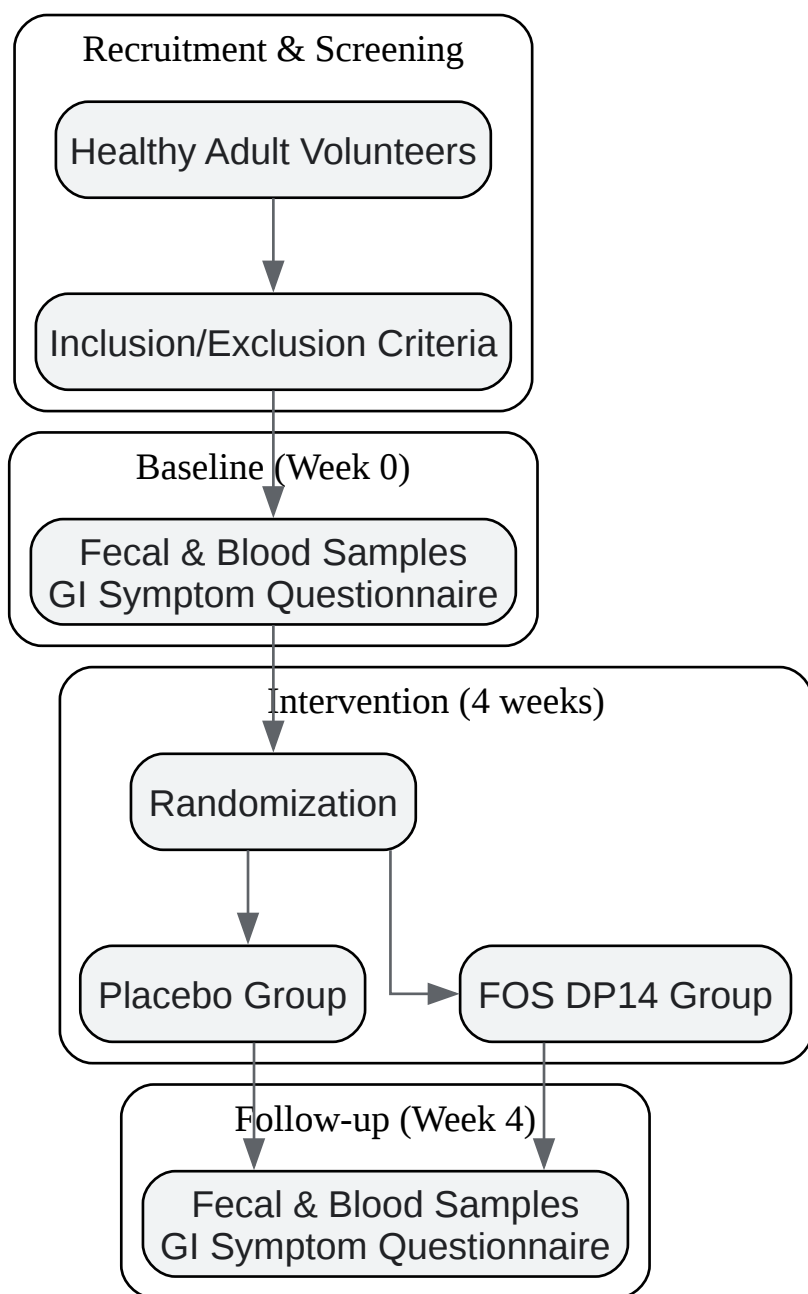 Recruitment & Screening
Healthy Adult Volunteers
Inclusion/Exclusion Criteria
Baseline (Week 0)
Fecal & Blood Samples
GI Symptom Questionnaire
Intervention (4 weeks)
Randomization
Placebo Group
FOS DP14 Group
Follow-up (Week 4)
Fecal & Blood Samples
GI Symptom Questionnaire